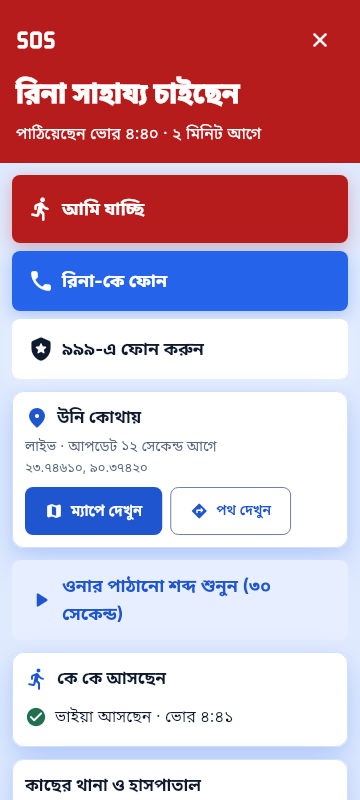 SOS
রিনা সাহায্য চাইছেন
পাঠিয়েছেন ভোর ৪:৪০ · ২ মিনিট আগে
আমি যাচ্ছি
রিনা-কে ফোন
৯৯৯-এ ফোন করুন
উনি কোথায়
লাইভ · আপডেট ১২ সেকেন্ড আগে
২৩.৭৪৬১০, ৯০.৩৭৪২০
ম্যাপে দেখুন
পথ দেখুন
ওনার পাঠানো শব্দ শুনুন (৩০
সেকেন্ড)
কে কে আসছেন
ভাইয়া আসছেন · ভোর ৪:৪১
কাছের থানা ও হাসপাতাল